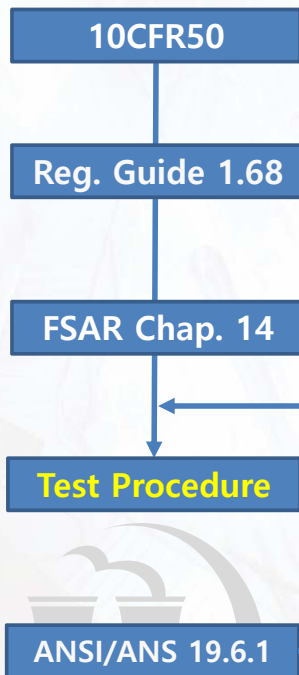 10CFR50
Reg. Guide 1.68
FSAR Chap. 14
Test Procedure
ANSI/ANS 19.6.1